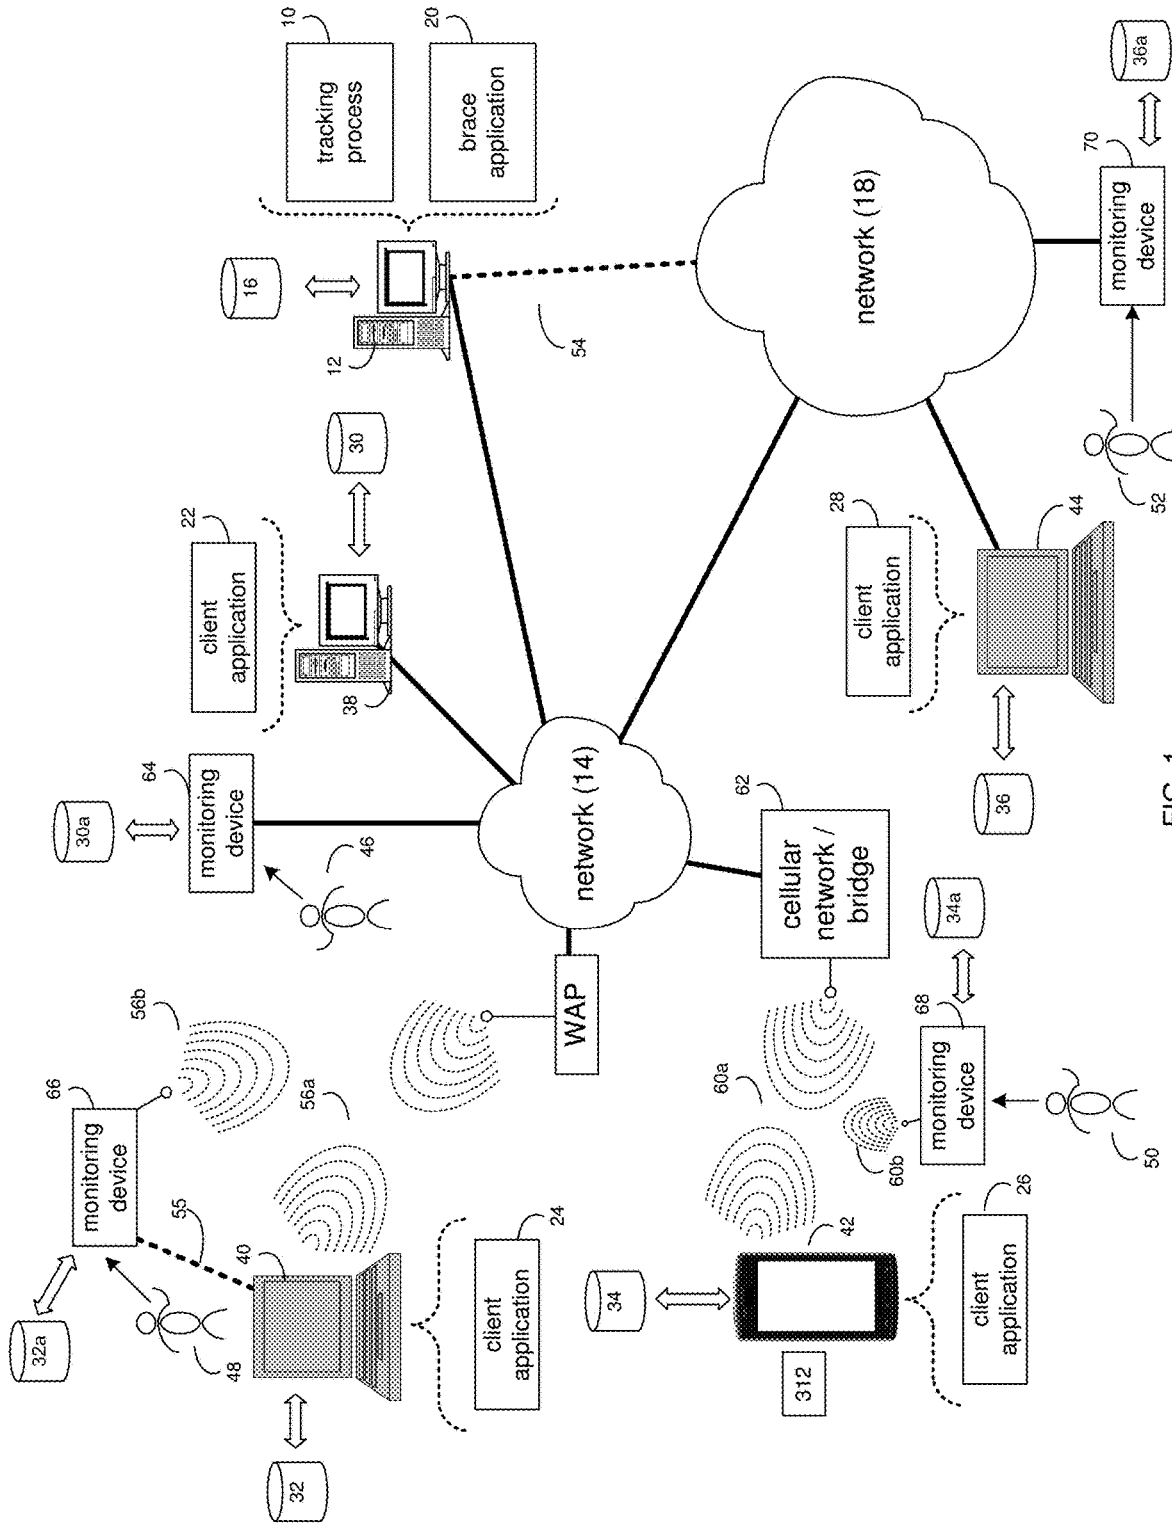 32a
66
monitoring
device
30a
64
monitoring
device
56b
55
48
32
40
56a
46
22
client
application
38
30
16
12
10
tracking
process
20
brace
application
24
client
application
WAP
network (14)
54
34
312
42
60a
60b
62
cellular
network /
bridge
network (18)
26
client
application
68
monitoring
device
34a
50
28
client
application
44
36
52
70
monitoring
device
36a
FIG. 1